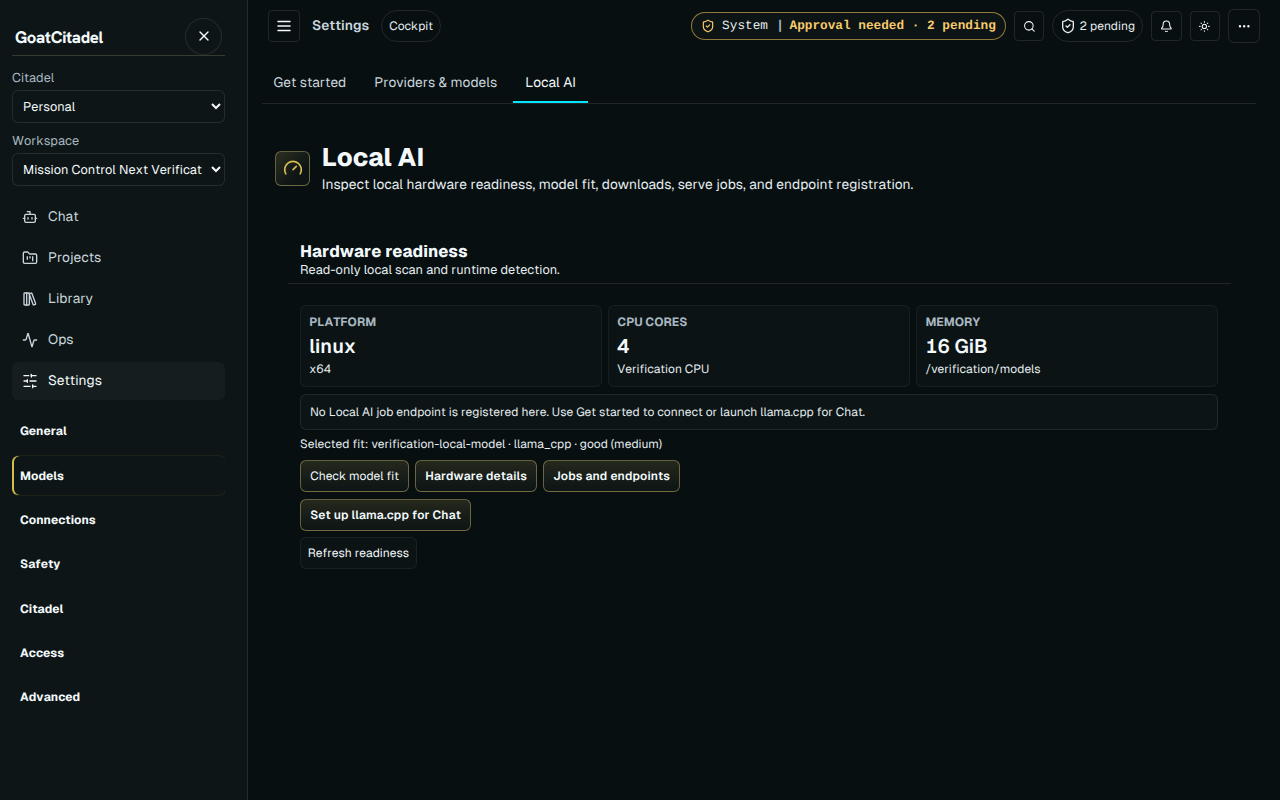 GoatCitadel
Citadel
Personal
Workspace
Mission Control Next Verificat
Chat
Projects
Library
Ops
Settings
General
Models
Connections
Safety
Citadel
Access
Advanced
Settings
Cockpit
System | Approval needed · 2 pending
2 pending
Get started
Providers & models
Local AI
Local AI
Inspect local hardware readiness, model fit, downloads, serve jobs, and endpoint registration.
Hardware readiness
Read-only local scan and runtime detection.
PLATFORM
linux
x64
CPU CORES
4
Verification CPU
MEMORY
16 GiB
/verification/models
No Local AI job endpoint is registered here. Use Get started to connect or launch llama.cpp for Chat.
Selected fit: verification-local-model · llama_cpp · good (medium)
Check model fit
Hardware details
Jobs and endpoints
Set up llama.cpp for Chat
Refresh readiness